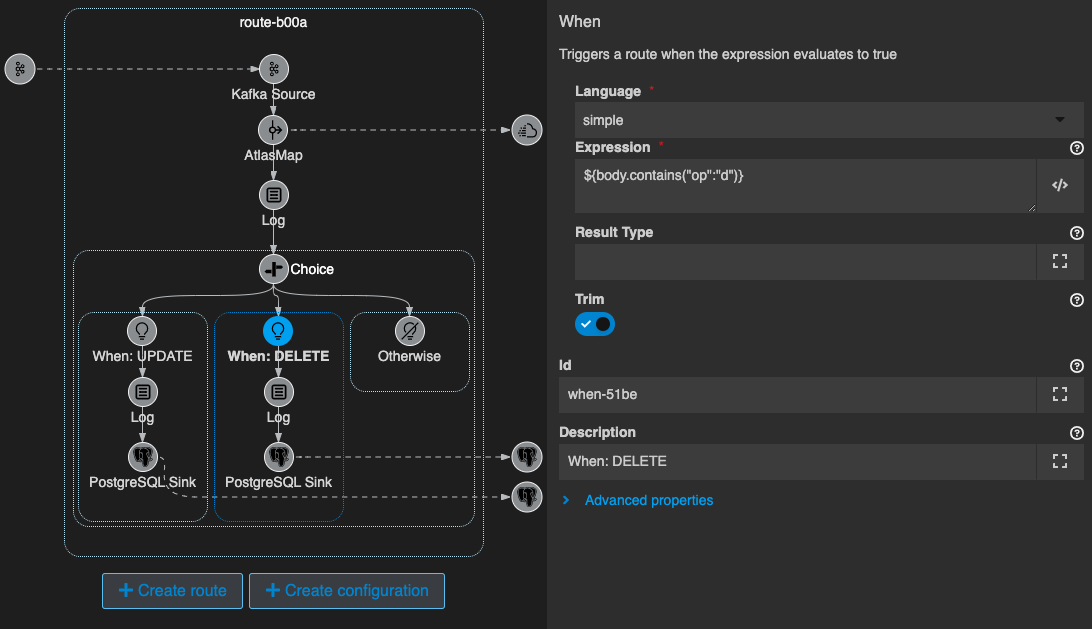 route-b00a
Kafka Source
AtlasMap
Log
Choice
When: UPDATE
When: DELETE
Otherwise
Log
Log
PostgreSQL Sink
PostgreSQL Sink
Create route
Create configuration
When
Triggers a route when the expression evaluates to true
Language *
simple
Expression *
${body.contains("op":"d")}
Result Type
Trim
Id
when-51be
Description
When: DELETE
Advanced properties